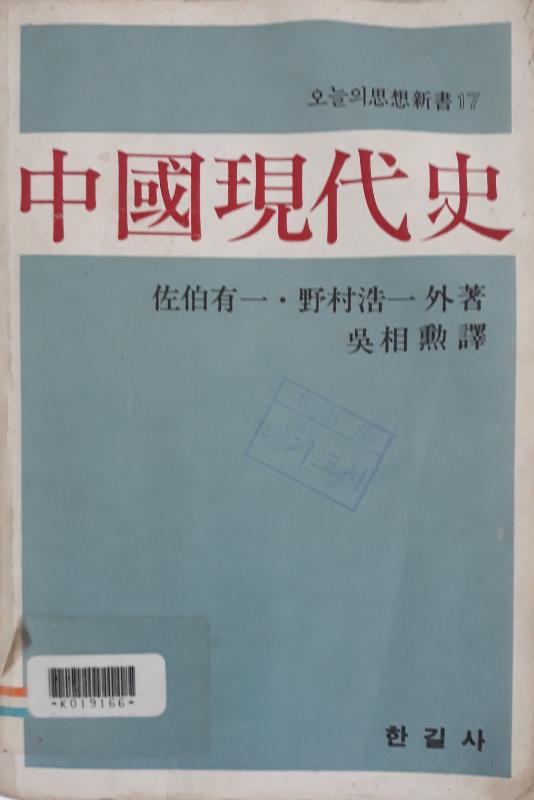 오늘의思想新書17
中國現代史
佐伯有一・野村浩一 外著
吳相勲 譯
-K019166-
한길사